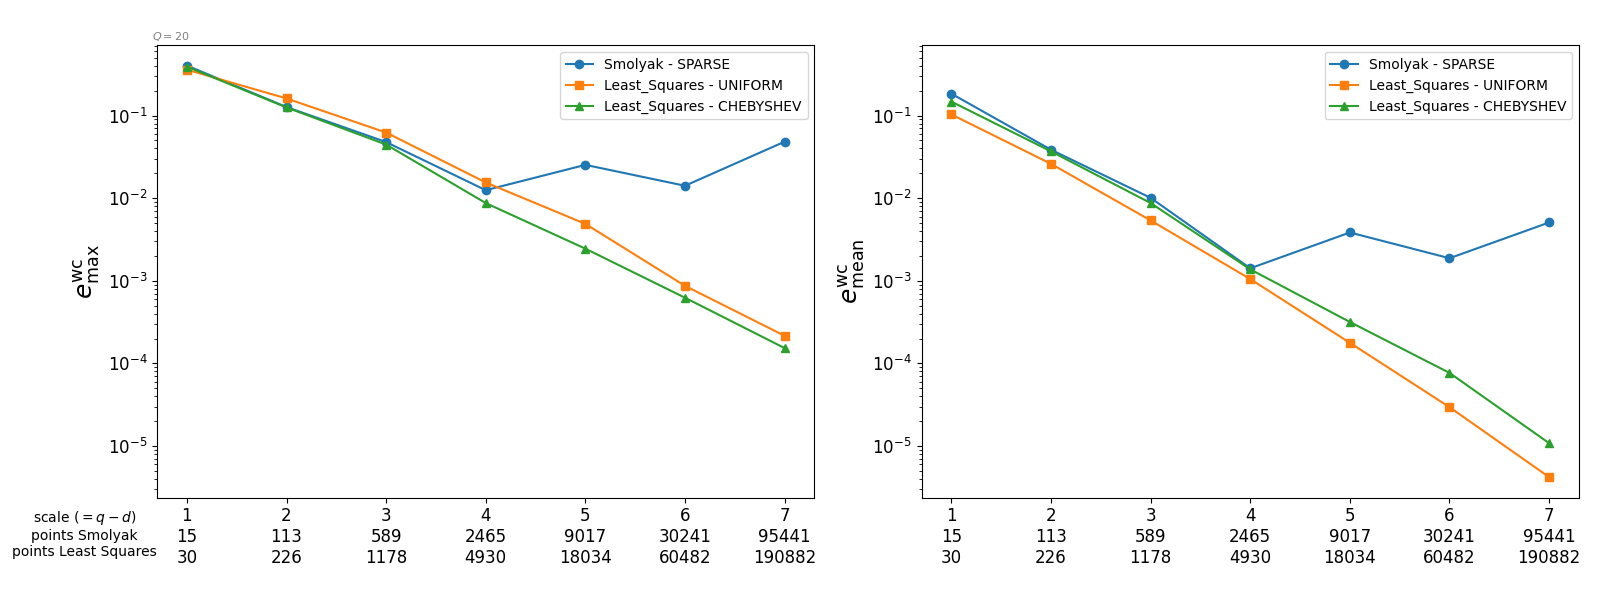 Q = 20
Smolyak - SPARSE
Least_Squares - UNIFORM
Least_Squares - CHEBYSHEV
10⁻¹
10⁻²
10⁻³
10⁻⁴
10⁻⁵
e^wc_max
scale (= q − d) 1 2 3 4 5 6 7
points Smolyak 15 113 589 2465 9017 30241 95441
points Least Squares 30 226 1178 4930 18034 60482 190882
Smolyak - SPARSE
Least_Squares - UNIFORM
Least_Squares - CHEBYSHEV
10⁻¹
10⁻²
10⁻³
10⁻⁴
10⁻⁵
e^wc_mean
1 2 3 4 5 6 7
15 113 589 2465 9017 30241 95441
30 226 1178 4930 18034 60482 190882